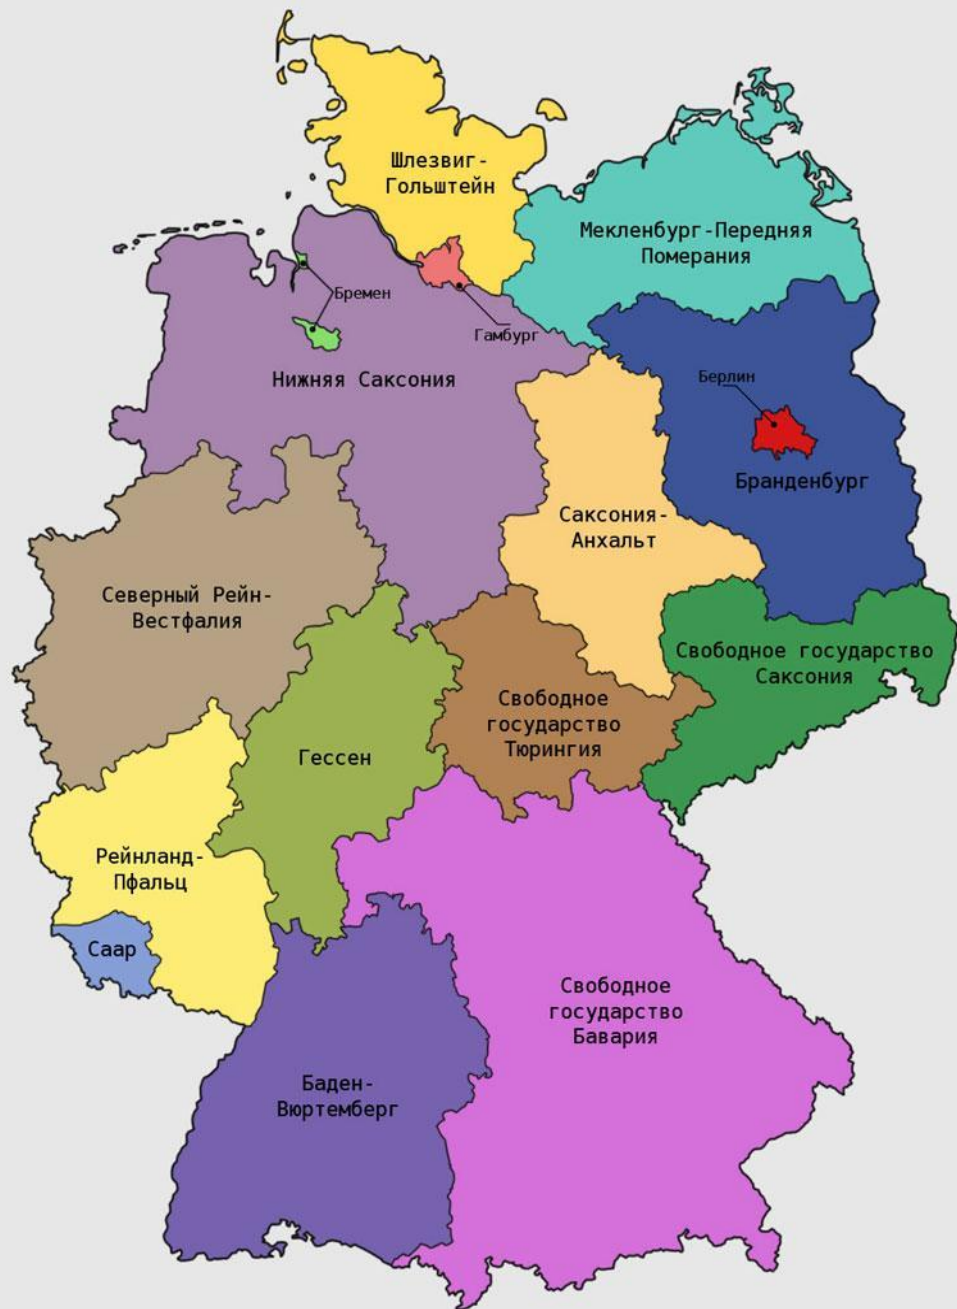 Шлезвиг-
Гольштейн
Мекленбург-Передняя
Померания
Бремен
Гамбург
Нижняя Саксония
Берлин
Бранденбург
Саксония-
Анхальт
Северный Рейн-
Вестфалия
Свободное государство
Саксония
Свободное
государство
Тюрингия
Гессен
Рейнланд-
Пфальц
Саар
Свободное
государство
Бавария
Баден-
Вюртемберг